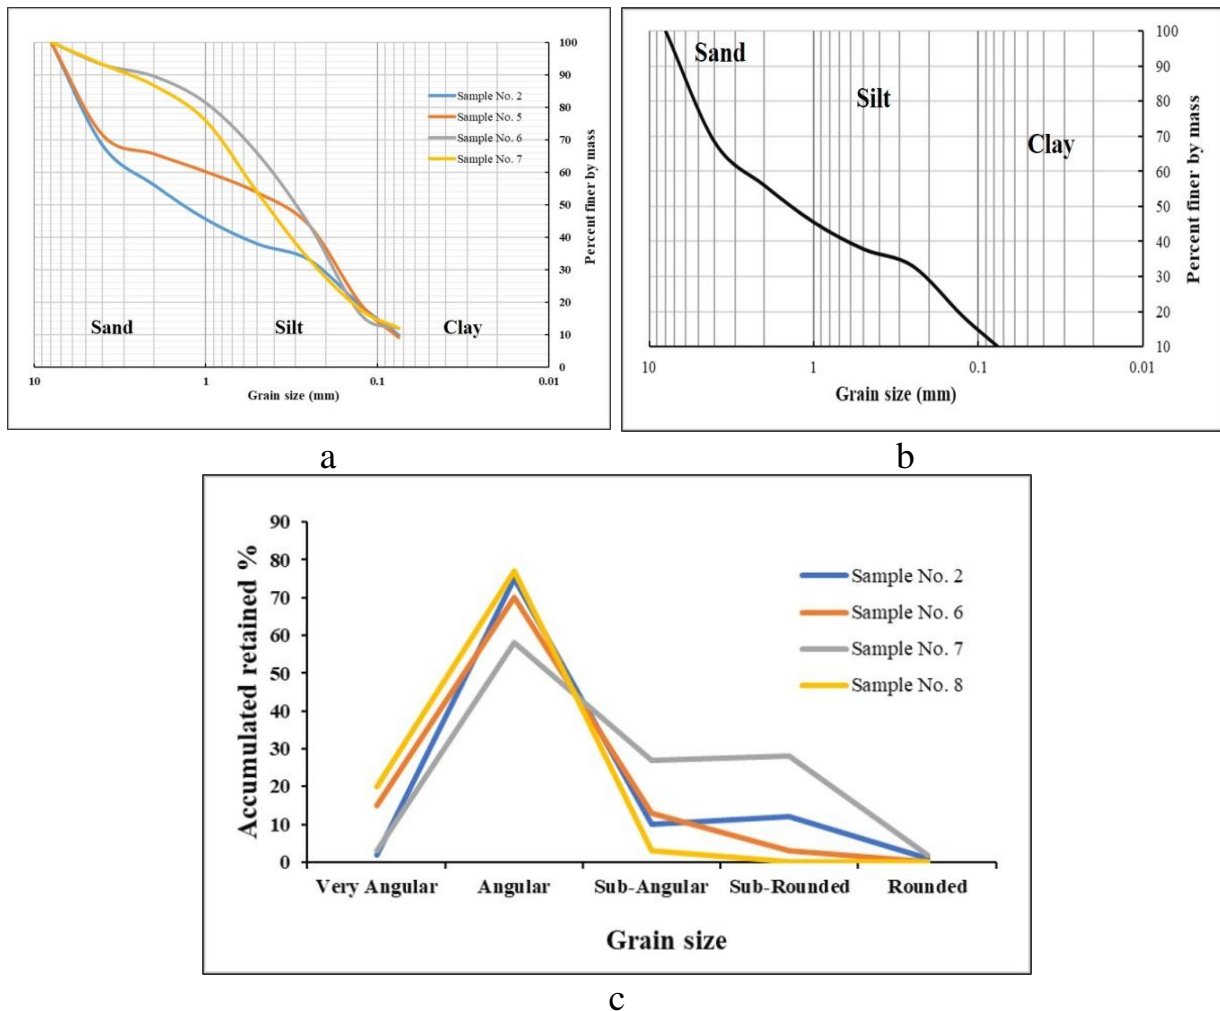 100
90
80
70
60
50
40
30
20
10
0
Percent finer by mass
Sample No. 2
Sample No. 5
Sample No. 6
Sample No. 7
Sand
Silt
Clay
10
1
0.1
0.01
Grain size (mm)
a
Sand
Silt
Clay
100
90
80
70
60
50
40
30
20
10
Percent finer by mass
10
1
0.1
0.01
Grain size (mm)
b
Accumulated retained %
90
80
70
60
50
40
30
20
10
0
Sample No. 2
Sample No. 6
Sample No. 7
Sample No. 8
Very Angular
Angular
Sub-Angular
Sub-Rounded
Rounded
Grain size
c